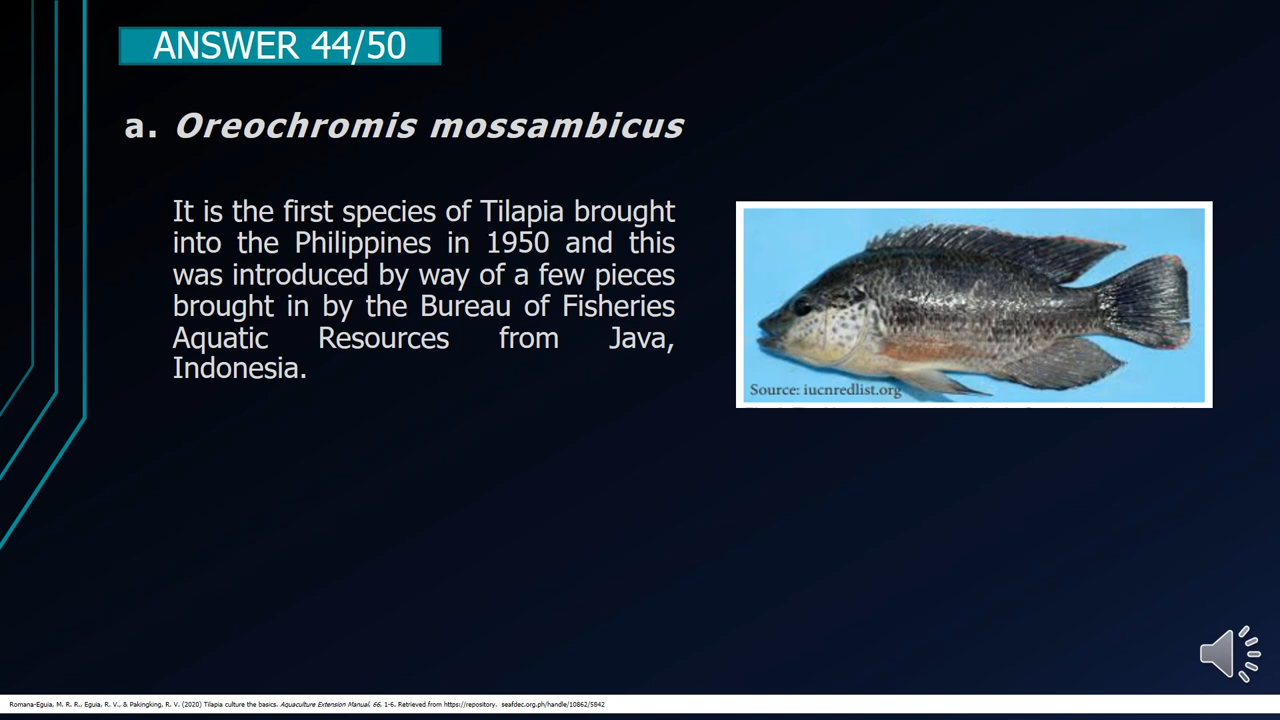 ANSWER 44/50
a. Oreochromis mossambicus
It is the first species of Tilapia brought
into the Philippines in 1950 and this
was introduced by way of a few pieces
brought in by the Bureau of Fisheries
Aquatic Resources from Java,
Indonesia.
Source: iucnredlist.org
Romana-Eguia, M. R. R., Eguia, R. V., & Pakingking, R. V. (2020) Tilapia culture the basics. Aquaculture Extension Manual, 66, 1-6. Retrieved from https://repository. seafdec.org.ph/handle/10862/5842